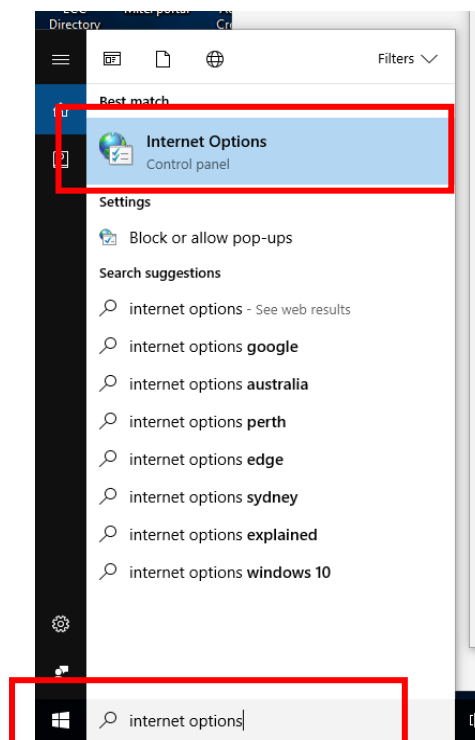 Directory
Filters
Best match
Internet Options
Control panel
Settings
Block or allow pop-ups
Search suggestions
internet options - See web results
internet options google
internet options australia
internet options perth
internet options edge
internet options sydney
internet options explained
internet options windows 10
internet options